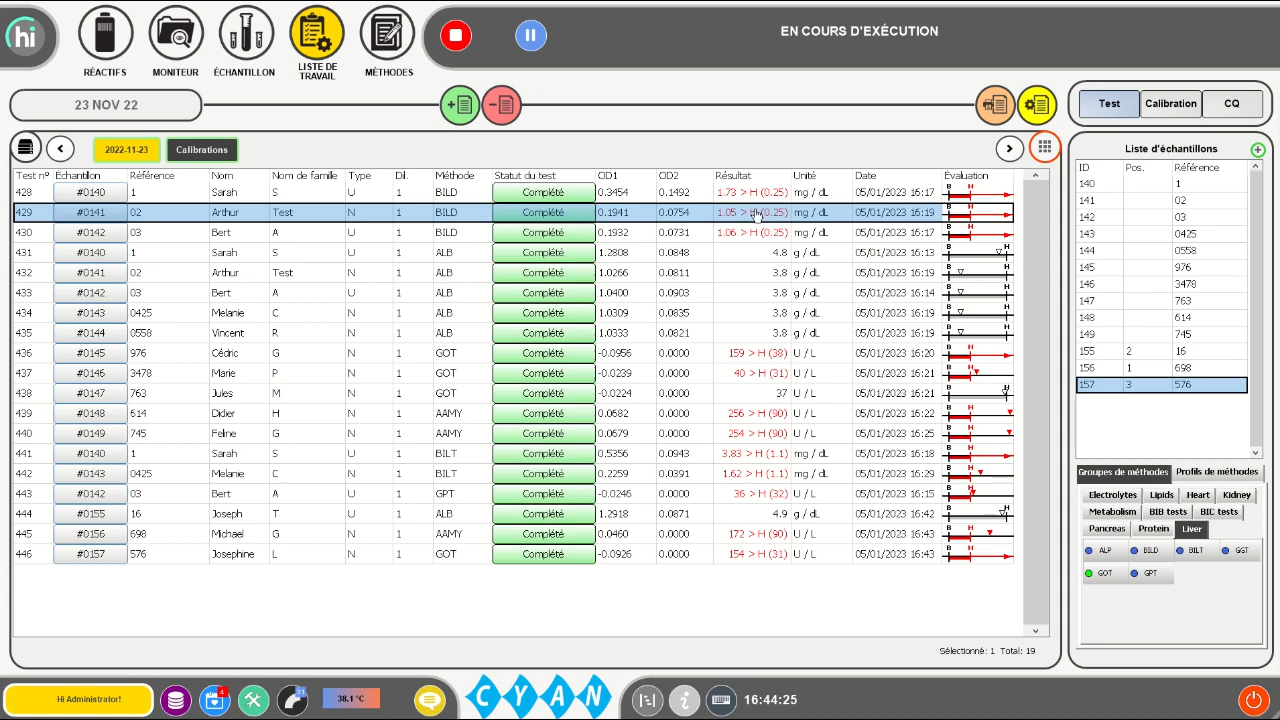 hi
RÉACTIFS
MONITEUR
ÉCHANTILLON
LISTE DE TRAVAIL
MÉTHODES
EN COURS D'EXÉCUTION
23 NOV 22
Test Calibration CQ
2022-11-23 Calibrations
Test nº Échantillon Référence Nom Nom de famille Type Dil. Méthode Statut du test OD1 OD2 Résultat Unité Date Évaluation
428 #0140 1 Sarah S U 1 BILD Complété 0.3454 0.1492 1.73 > H (0.25) mg / dL 05/01/2023 16:17 B H
429 #0141 02 Arthur Test N 1 BILD Complété 0.1941 0.0754 1.05 > H (0.25) mg / dL 05/01/2023 16:19 B H
430 #0142 03 Bert A U 1 BILD Complété 0.1932 0.0731 1.06 > H (0.25) mg / dL 05/01/2023 16:17 B H
431 #0140 1 Sarah S U 1 ALB Complété 1.2808 0.0848 4.8 g / dL 05/01/2023 16:13 B H
432 #0141 02 Arthur Test N 1 ALB Complété 1.0266 0.0811 3.8 g / dL 05/01/2023 16:19 B H
433 #0142 03 Bert A U 1 ALB Complété 1.0400 0.0903 3.8 g / dL 05/01/2023 16:14 B H
434 #0143 0425 Melanie C N 1 ALB Complété 1.0309 0.0835 3.8 g / dL 05/01/2023 16:19 B H
435 #0144 0558 Vincent R N 1 ALB Complété 1.0333 0.0821 3.8 g / dL 05/01/2023 16:19 B H
436 #0145 976 Cédric G N 1 GOT Complété -0.0956 0.0000 159 > H (38) U / L 05/01/2023 16:20 B H
437 #0146 3478 Marie P N 1 GOT Complété -0.0239 0.0000 40 > H (31) U / L 05/01/2023 16:21 B H
438 #0147 763 Jules M N 1 GOT Complété -0.0224 0.0000 37 U / L 05/01/2023 16:21 B H
439 #0148 614 Didier H N 1 AAMY Complété 0.0682 0.0000 256 > H (90) U / L 05/01/2023 16:22 B H
440 #0149 745 Feline G N 1 AAMY Complété 0.0679 0.0000 254 > H (90) U / L 05/01/2023 16:25 B H
441 #0140 1 Sarah S U 1 BILT Complété 0.5356 0.0943 3.83 > H (1.1) mg / dL 05/01/2023 16:18 B H
442 #0143 0425 Melanie C N 1 BILT Complété 0.2259 0.0391 1.62 > H (1.1) mg / dL 05/01/2023 16:29 B H
443 #0142 03 Bert A U 1 GPT Complété -0.0246 0.0000 36 > H (32) U / L 05/01/2023 16:15 B H
444 #0155 16 Joseph T U 1 ALB Complété 1.2918 0.0871 4.9 g / dL 05/01/2023 16:42 B H
445 #0156 698 Michael G N 1 AAMY Complété 0.0460 0.0000 172 > H (90) U / L 05/01/2023 16:43 B H
446 #0157 576 Josephine L N 1 GOT Complété -0.0926 0.0000 154 > H (31) U / L 05/01/2023 16:43 B H
Sélectionné: 1 Total: 19
Liste d'échantillons
ID Pos. Référence
140 1
141 02
142 03
143 0425
144 0558
145 976
146 3478
147 763
148 614
149 745
155 2 16
156 1 698
157 3 576
Groupes de méthodes Profils de méthodes
Electrolytes Lipids Heart Kidney
Metabolism BIB tests BIC tests
Pancreas Protein Liver
ALP BILD BILT GGT
GOT GPT
Hi Administrator!
4
31
38.1 °C
CYAN
16:44:25